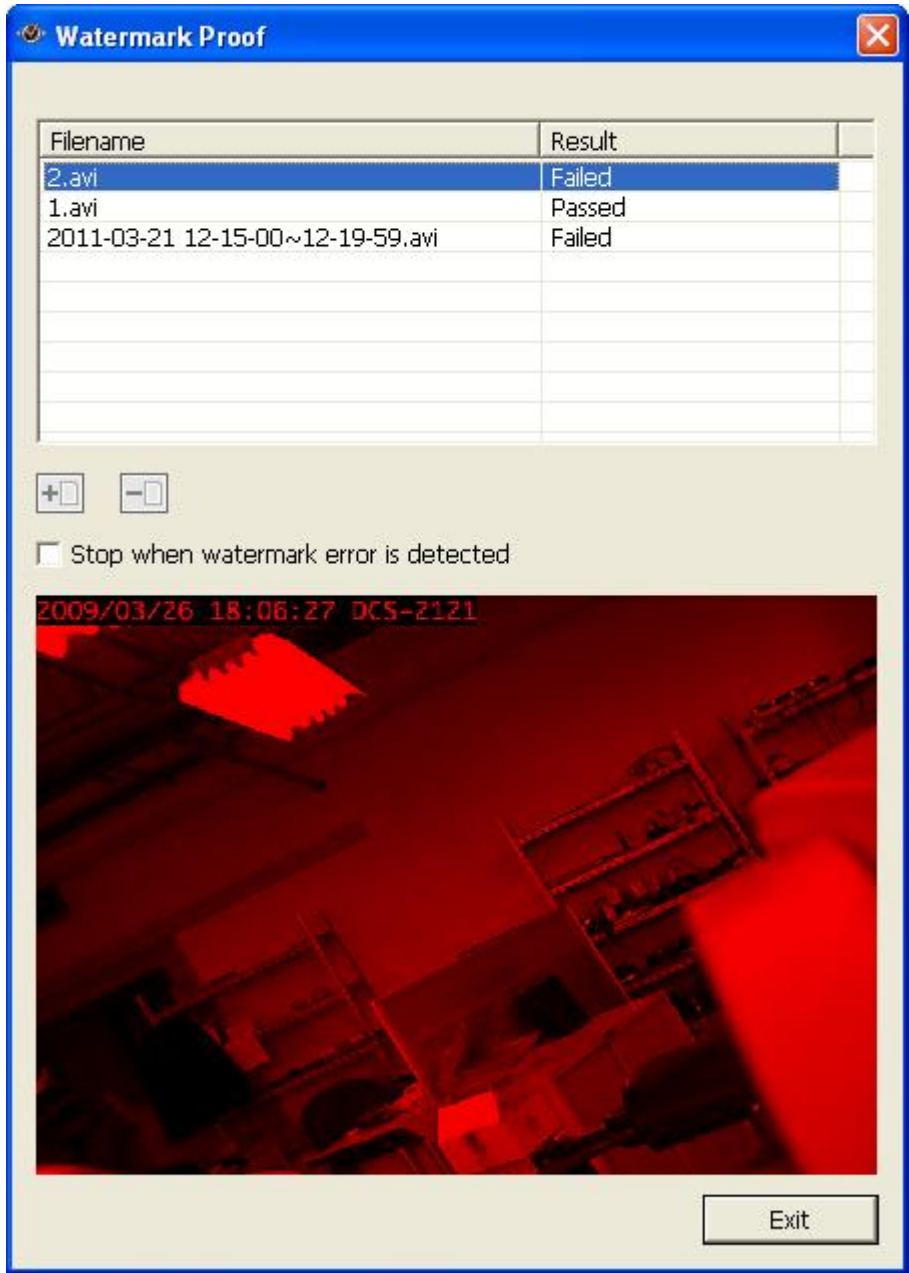 Watermark Proof
Filename Result
2.avi Failed
1.avi Passed
2011-03-21 12-15-00~12-19-59.avi Failed
Stop when watermark error is detected
2009/03/26 18:06:27 DCS-2121
Exit